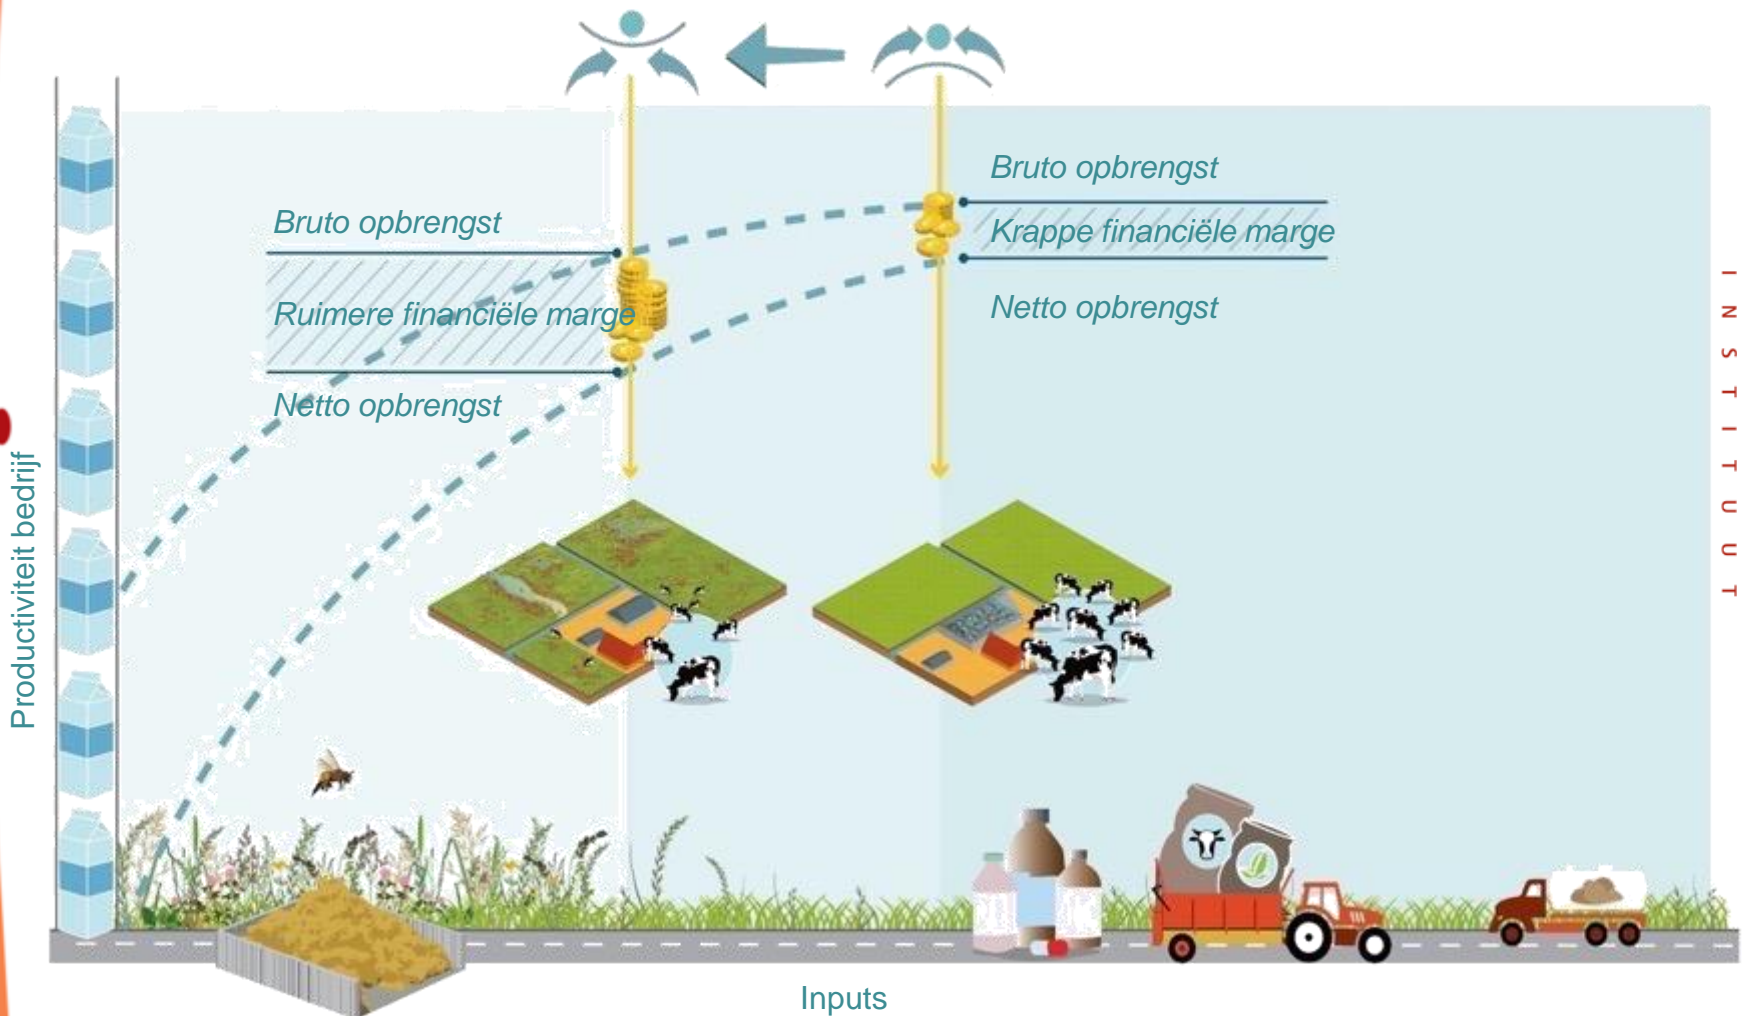 Bruto opbrengst
Krappe financiële marge
Netto opbrengst
Bruto opbrengst
Ruimere financiële marge
Netto opbrengst
Productiviteit bedrijf
Inputs
INSTITUUT